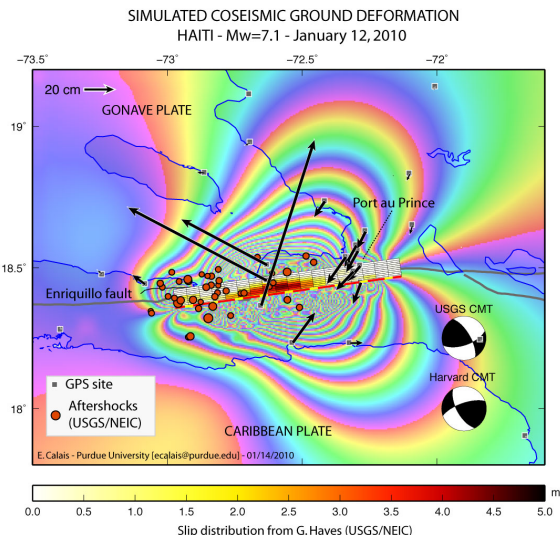 SIMULATED COSEISMIC GROUND DEFORMATION
HAITI - Mw=7.1 - January 12, 2010
-73.5° -73° -72.5° -72°
20 cm
GONAVE PLATE
19°
Port au Prince
18.5°
Enriquillo fault
USGS CMT
Harvard CMT
GPS site
Aftershocks
(USGS/NEIC)
18°
CARIBBEAN PLATE
E. Calais - Purdue University [ecalais@purdue.edu] - 01/14/2010
m
0.0 0.5 1.0 1.5 2.0 2.5 3.0 3.5 4.0 4.5 5.0
Slip distribution from G. Hayes (USGS/NEIC)